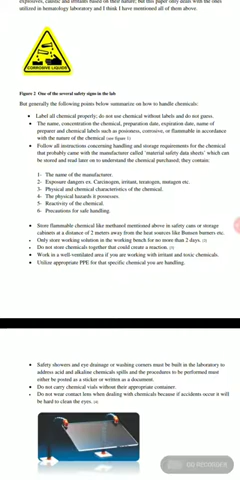 explosives, caustic and irritants based on their nature; but this paper only deals with the ones
utilized in hematology laboratory and I think I have mentioned all of them above.
CORROSIVE LIQUIDS
Figure 2 One of the several safety signs in the lab
But generally the following points below summarize on how to handle chemicals:
• Label all chemical properly; do not use chemical without labels and do not guess.
• The name, concentration the chemical, preparation date, expiration date, name of
preparer and chemical labels such as poisonous, corrosive, or flammable in accordance
with the nature of the chemical (see figure 1)
• Follow all instructions concerning handling and storage requirements for the chemical
that probably came with the manufacturer called 'material safety data sheets' which can
be stored and read later on to understand the chemical purchased; they contain:
1- The name of the manufacturer.
2- Exposure dangers ex. Carcinogen, irritant, teratogen, mutagen etc.
3- Physical and chemical characteristics of the chemical.
4- The physical hazards it possesses.
5- Reactivity of the chemical.
6- Precautions for safe handling.
• Store flammable chemical like methanol mentioned above in safety cans or storage
cabinets at a distance of 2 meters away from the heat sources like Bunsen burners etc.
• Only store working solution in the working bench for no more than 2 days.
• Do not store chemicals together that could create a reaction.
• Work in a well-ventilated area if you are working with irritant and toxic chemicals.
• Utilize appropriate PPE for that specific chemical you are handling.
• Safety showers and eye drainage or washing corners must be built in the laboratory to
address acid and alkaline chemicals spills and the procedures to be performed must
either be posted as a sticker or written as a document.
• Do not carry chemical vials without their appropriate container.
• Do not wear contact lens when dealing with chemicals because if accidents occur it will
be hard to clean the eyes.